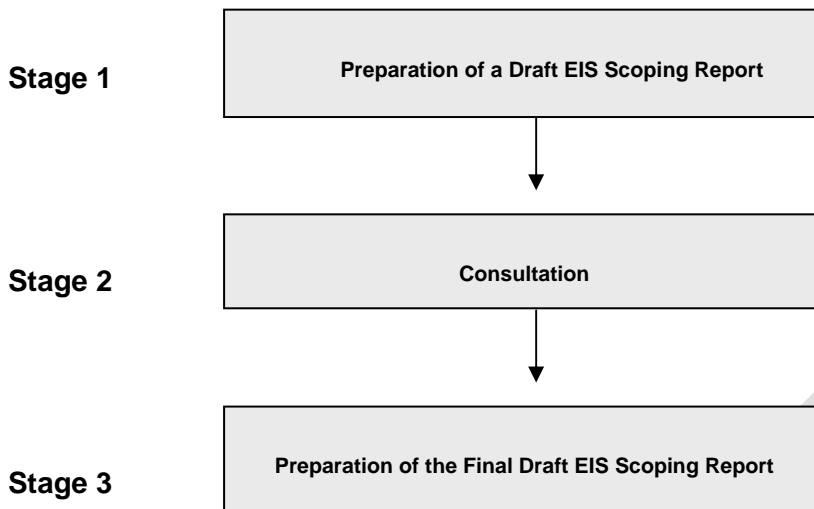 Stage 1
Preparation of a Draft EIS Scoping Report
Stage 2
Consultation
Stage 3
Preparation of the Final Draft EIS Scoping Report